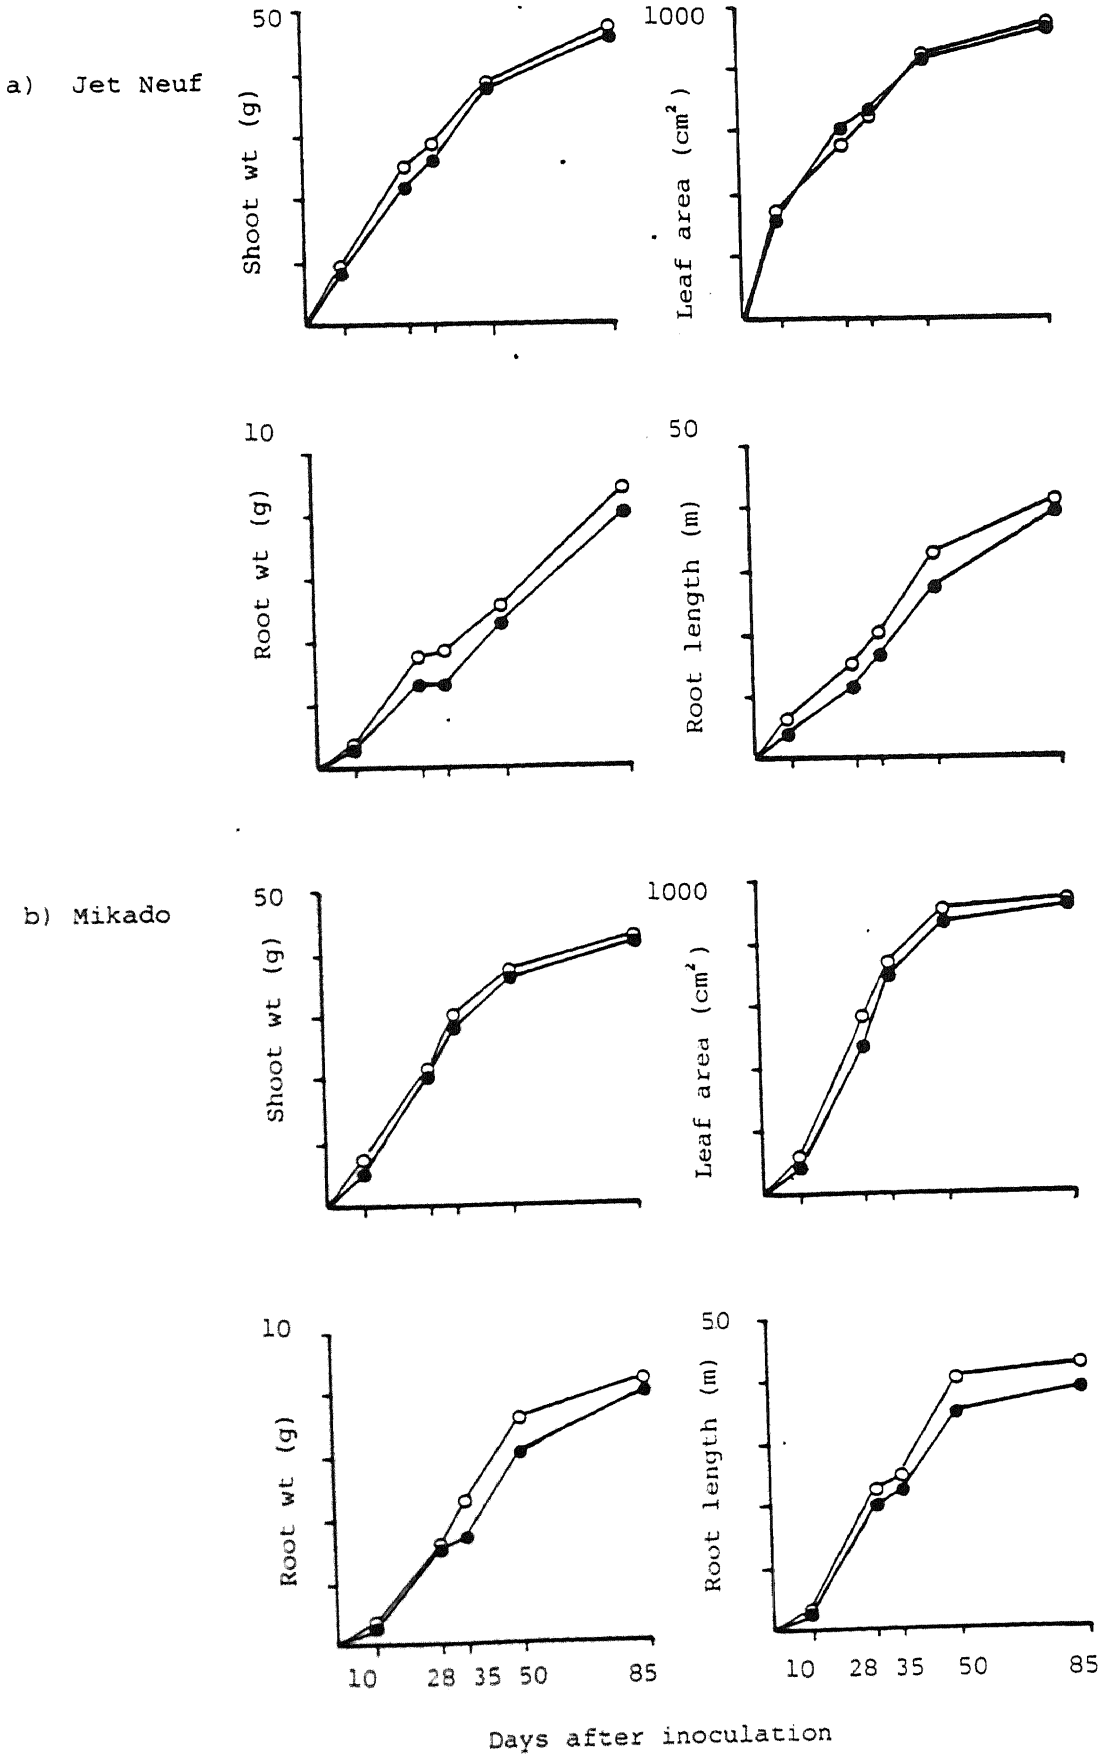 a) Jet Neuf
50
Shoot wt (g)
1000
Leaf area (cm²)
10
Root wt (g)
50
Root length (m)
b) Mikado
50
Shoot wt (g)
1000
Leaf area (cm²)
10
Root wt (g)
50
Root length (m)
10 28 35 50 85
10 28 35 50 85
Days after inoculation